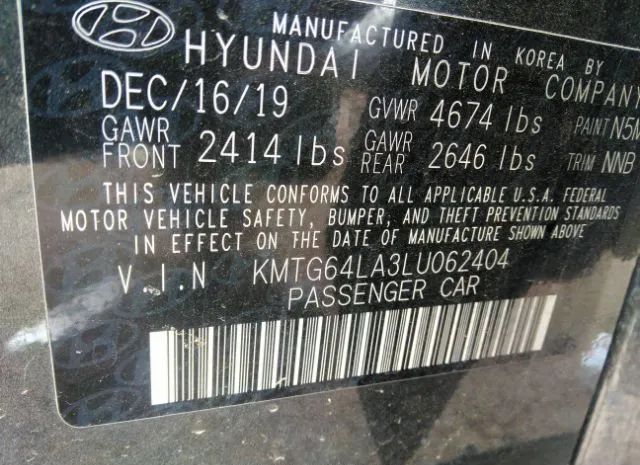 MANUFACTURED IN KOREA BY
HYUNDAI MOTOR COMPANY
DEC/16/19 GVWR 4674 lbs PAINT
GAWR FRONT 2414 lbs GAWR REAR 2646 lbs TRIM NNB
THIS VEHICLE CONFORMS TO ALL APPLICABLE U.S.A. FEDERAL
MOTOR VEHICLE SAFETY, BUMPER, AND THEFT PREVENTION STANDARDS
IN EFFECT ON THE DATE OF MANUFACTURE SHOWN ABOVE
V.I.N KMTG64LA3LU062404
PASSENGER CAR